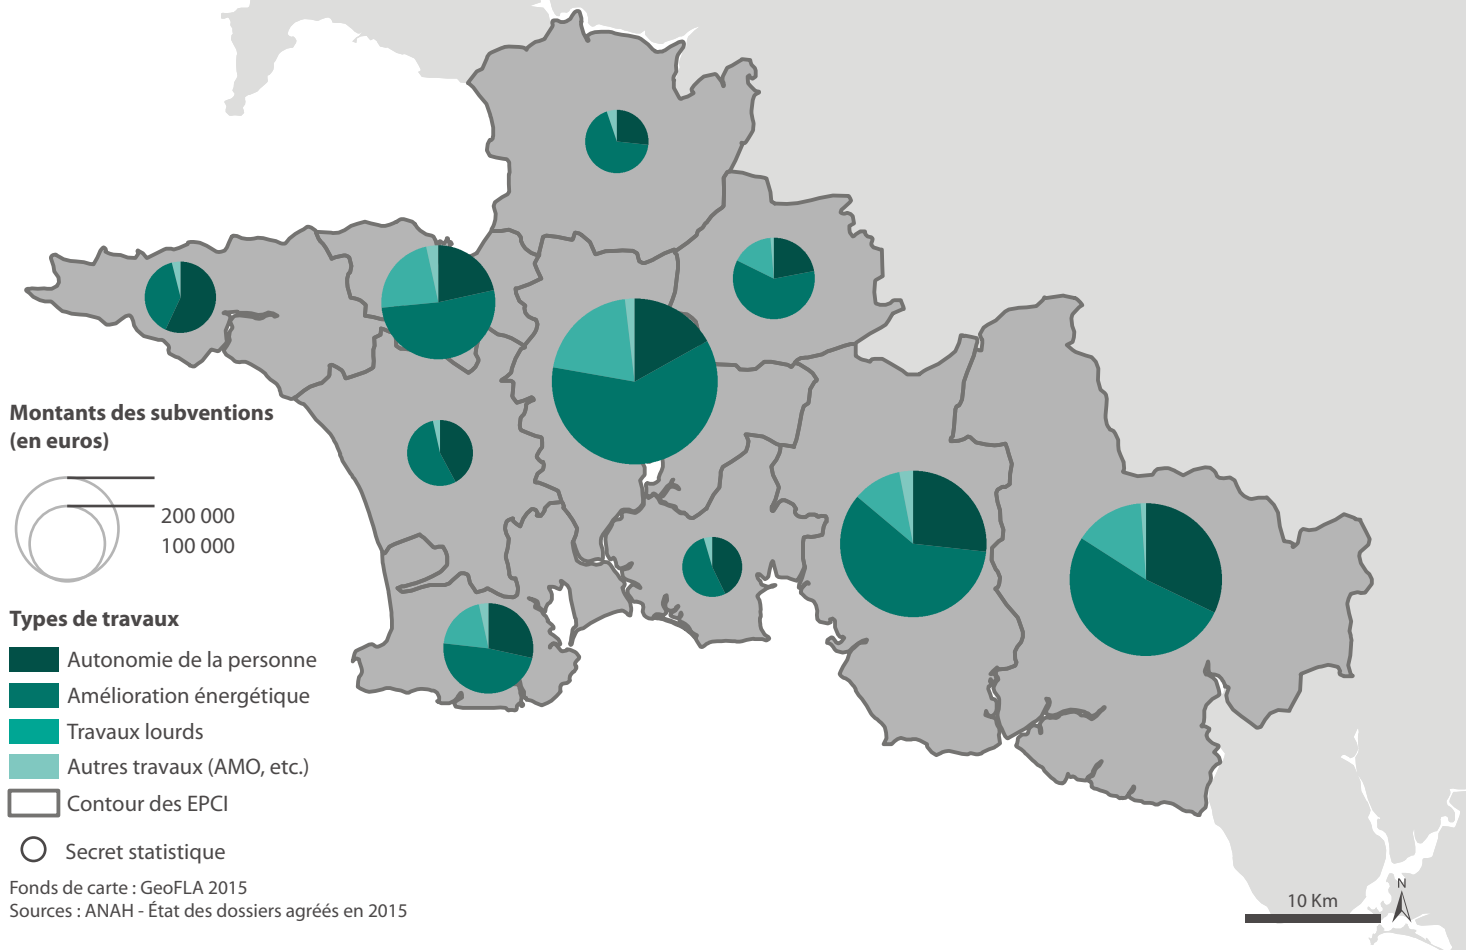 Montants des subventions
(en euros)
200 000
100 000
Types de travaux
Autonomie de la personne
Amélioration énergétique
Travaux lourds
Autres travaux (AMO, etc.)
Contour des EPCI
Secret statistique
Fonds de carte : GeoFLA 2015
Sources : ANAH - État des dossiers agréés en 2015
10 Km
N